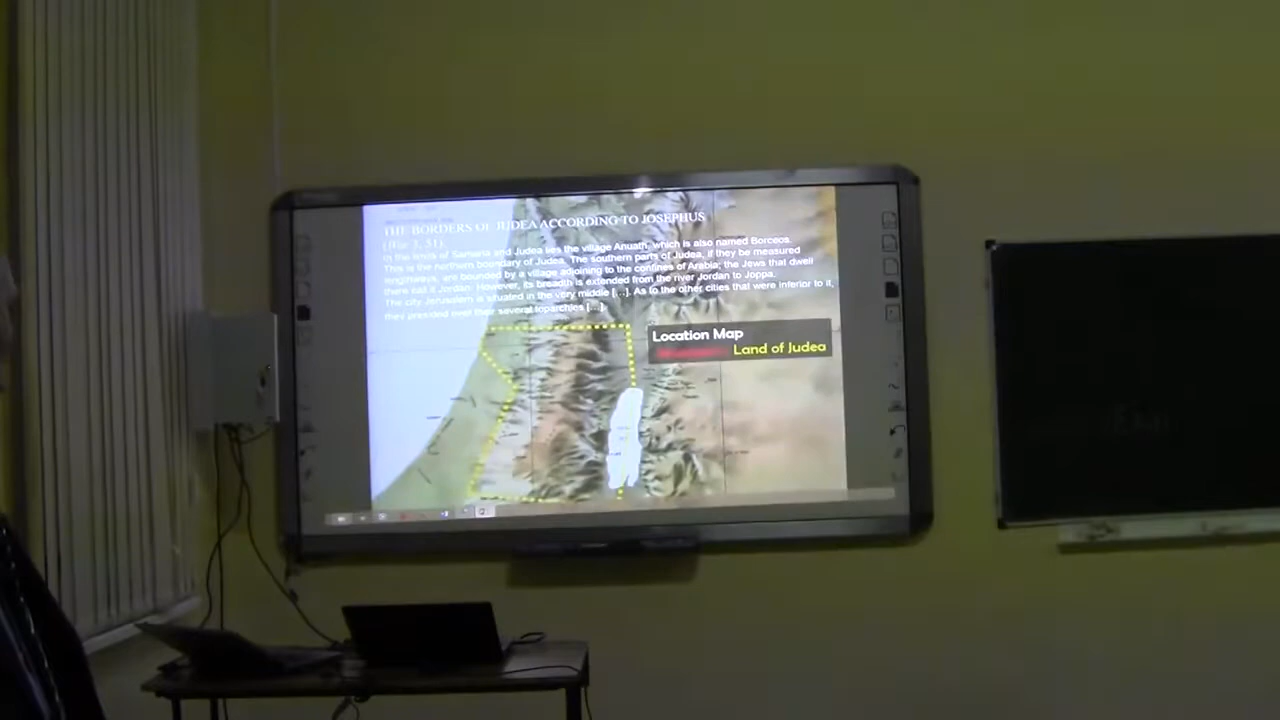 THE BORDERS OF JUDEA ACCORDING TO JOSEPHUS
In the limits of Samaria and Judea lies the village Anuath, which is also named Borceos.
This is the northern boundary of Judea. The southern parts of Judea, if they be measured
lengthways, are bounded by a village adjoining to the confines of Arabia; the Jews that dwell
there call it Jordan. However, its breadth is extended from the river Jordan to Joppa.
The city Jerusalem is situated in the very middle [...]. As to the other cities that were inferior to it,
they presided over their several toparchies [...]
Location Map
Land of Judea